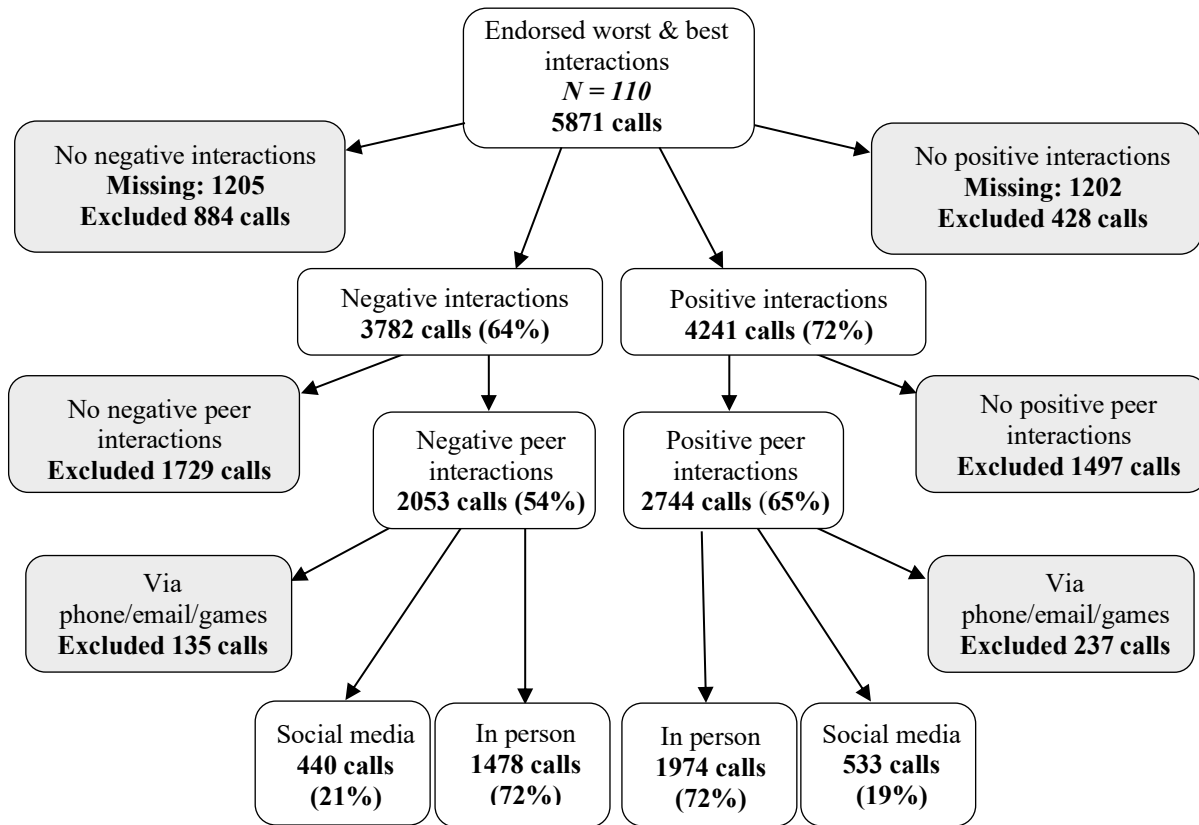 Endorsed worst & best
interactions
N = 110
5871 calls
No negative interactions
Missing: 1205
Excluded 884 calls
No positive interactions
Missing: 1202
Excluded 428 calls
Negative interactions
3782 calls (64%)
Positive interactions
4241 calls (72%)
No negative peer
interactions
Excluded 1729 calls
Negative peer
interactions
2053 calls (54%)
Positive peer
interactions
2744 calls (65%)
No positive peer
interactions
Excluded 1497 calls
Via
phone/email/games
Excluded 135 calls
Via
phone/email/games
Excluded 237 calls
Social media
440 calls
(21%)
In person
1478 calls
(72%)
In person
1974 calls
(72%)
Social media
533 calls
(19%)